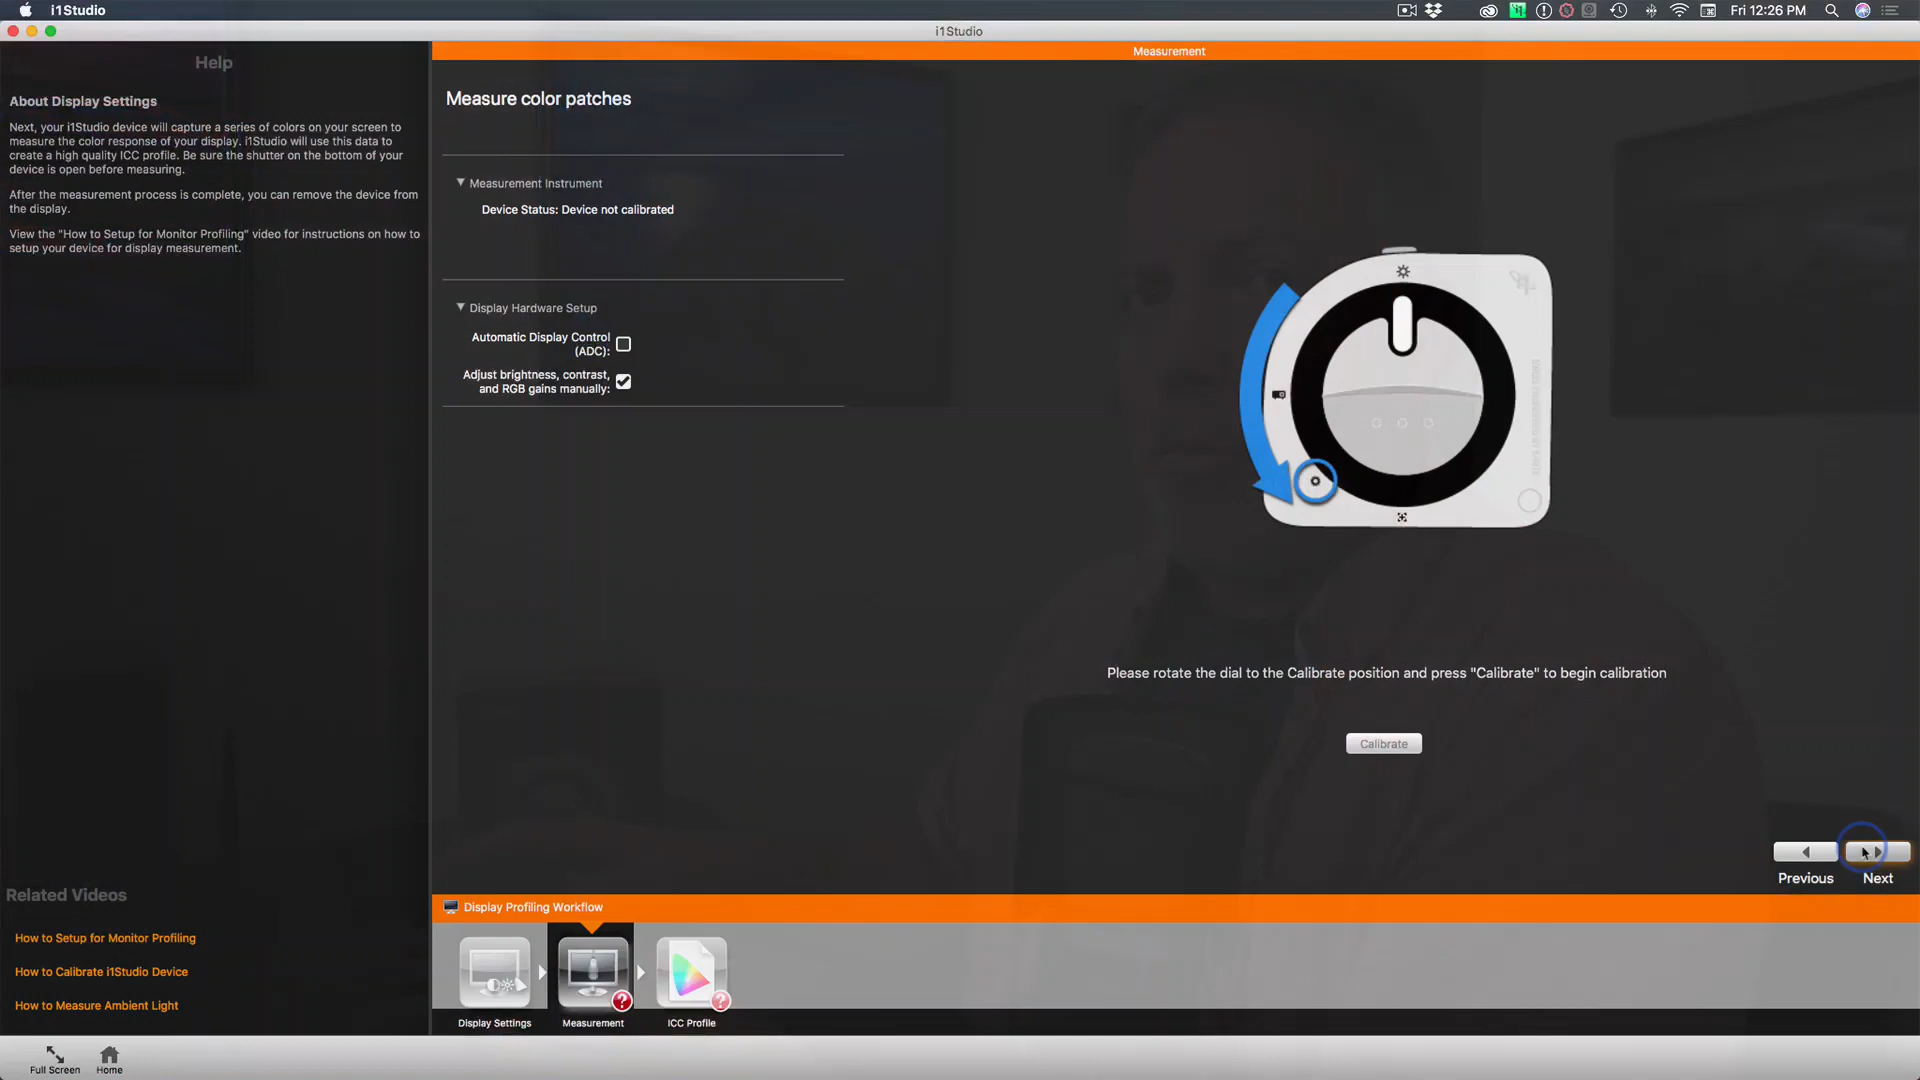 i1Studio
Fri 12:26 PM
i1Studio
Help
About Display Settings
Next, your i1Studio device will capture a series of colors on your screen to
measure the color response of your display. i1Studio will use this data to
create a high quality ICC profile. Be sure the shutter on the bottom of your
device is open before measuring.
After the measurement process is complete, you can remove the device from
the display.
View the "How to Setup for Monitor Profiling" video for instructions on how to
setup your device for display measurement.
Related Videos
How to Setup for Monitor Profiling
How to Calibrate i1Studio Device
How to Measure Ambient Light
Measurement
Measure color patches
Measurement Instrument
Device Status: Device not calibrated
Display Hardware Setup
Automatic Display Control
(ADC):
Adjust brightness, contrast,
and RGB gains manually:
Please rotate the dial to the Calibrate position and press "Calibrate" to begin calibration
Calibrate
Previous
Next
Display Profiling Workflow
Display Settings
Measurement
ICC Profile
Full Screen
Home